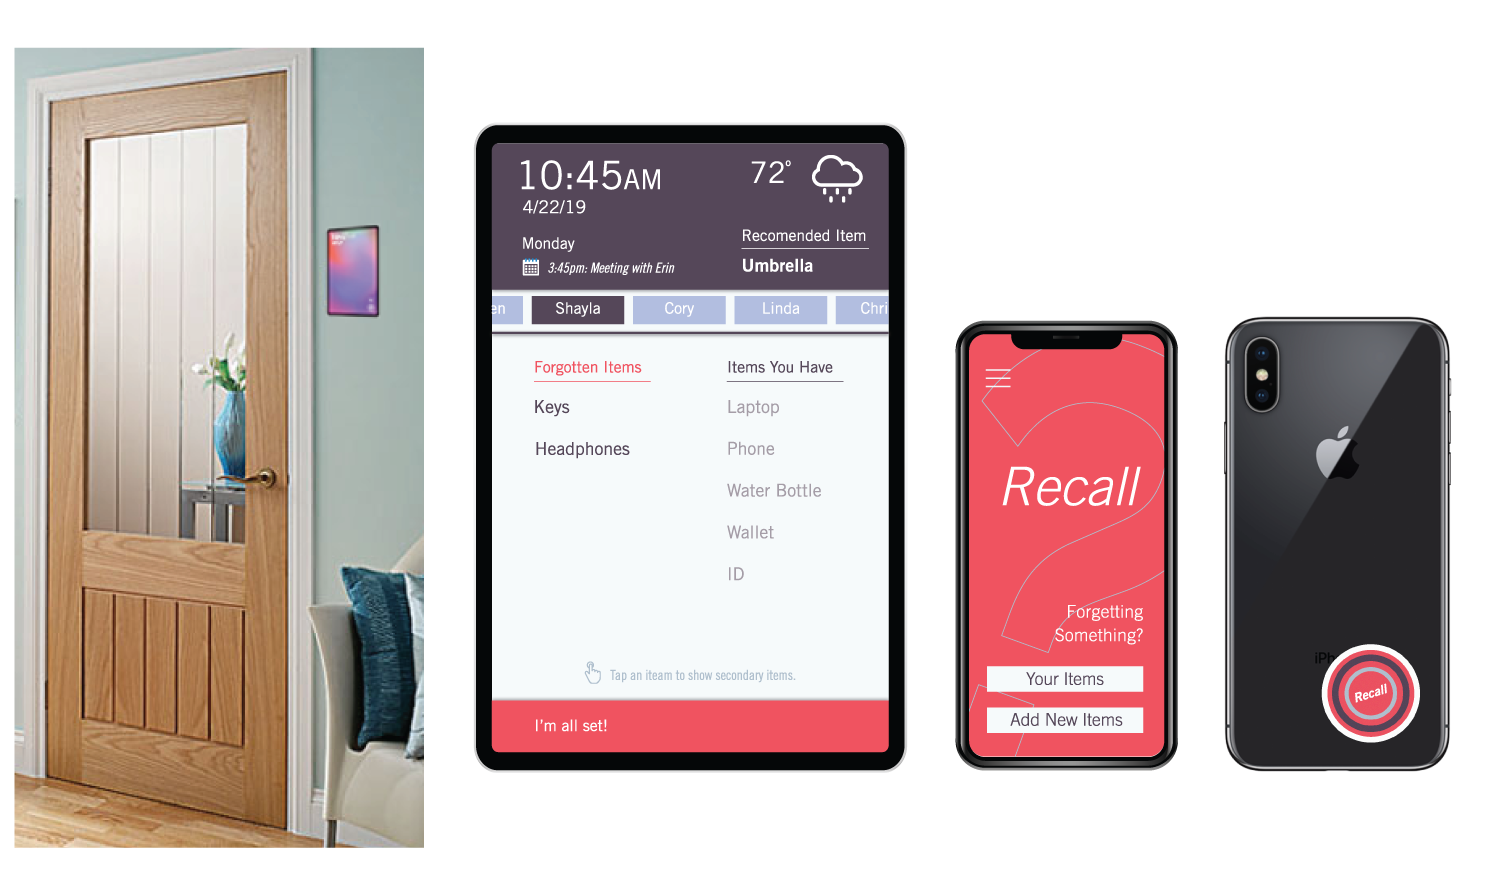 10:45AM
4/22/19
Monday
3:45pm: Meeting with Erin
72°
Recomended Item
Umbrella
en
Shayla
Cory
Linda
Chri
Forgotten Items
Keys
Headphones
Items You Have
Laptop
Phone
Water Bottle
Wallet
ID
Tap an iteam to show secondary items.
I'm all set!
Recall
Forgetting
Something?
Your Items
Add New Items
iPh
Recall